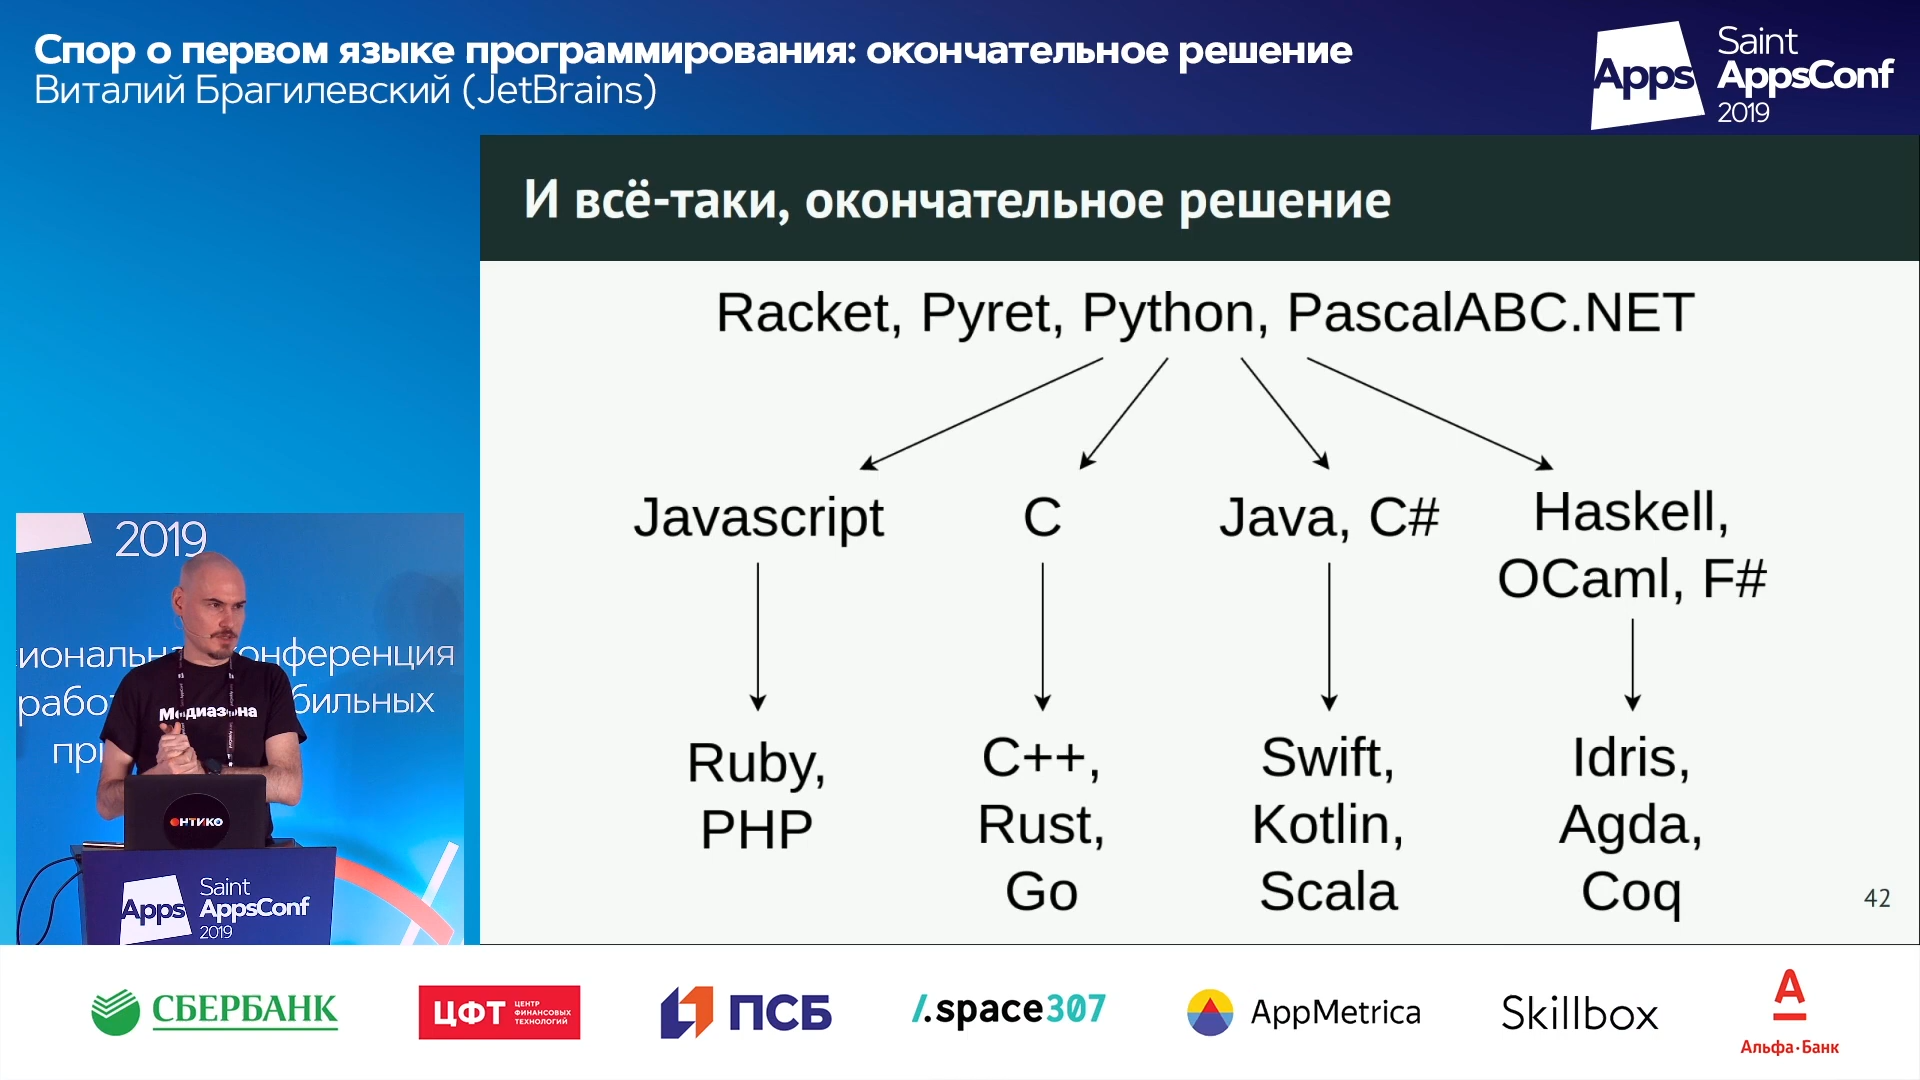 Спор о первом языке программирования: окончательное решение
Виталий Брагилевский (JetBrains)
Apps
Saint
AppsConf
2019
И всё-таки, окончательное решение
Racket, Pyret, Python, PascalABC.NET
Javascript
C
Java, C#
Haskell,
OCaml, F#
Ruby,
PHP
C++,
Rust,
Go
Swift,
Kotlin,
Scala
Idris,
Agda,
Coq
42
2019
конференция
бильных
Медиазона
ОНТИКО
Apps
Saint
AppsConf
2019
СБЕРБАНК
ЦФТ
ЦЕНТР
ФИНАНСОВЫХ
ТЕХНОЛОГИЙ
ПСБ
/.space307
AppMetrica
Skillbox
А
Альфа·Банк